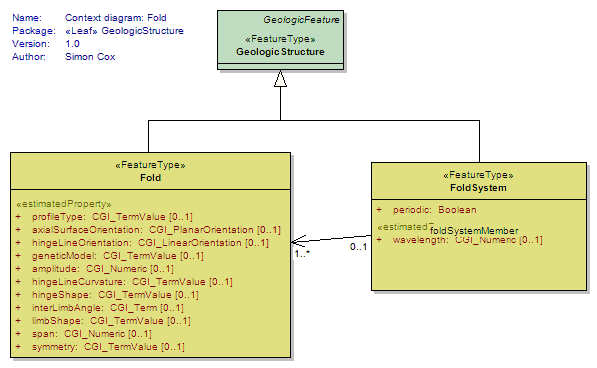 Name: Context diagram: Fold
Package: «Leaf» GeologicStructure
Version: 1.0
Author: Simon Cox
GeologicFeature
«FeatureType»
GeologicStructure
«FeatureType»
Fold
«estimatedProperty»
+ profileType: CGI_TermValue [0..1]
+ axialSurfaceOrientation: CGI_PlanarOrientation [0..1]
+ hingeLineOrientation: CGI_LinearOrientation [0..1]
+ geneticModel: CGI_TermValue [0..1]
+ amplitude: CGI_Numeric [0..1]
+ hingeLineCurvature: CGI_TermValue [0..1]
+ hingeShape: CGI_TermValue [0..1]
+ interLimbAngle: CGI_Term [0..1]
+ limbShape: CGI_TermValue [0..1]
+ span: CGI_Numeric [0..1]
+ symmetry: CGI_TermValue [0..1]
«FeatureType»
FoldSystem
+ periodic: Boolean
foldSystemMember
+ wavelength: CGI_Numeric [0..1]
1..*
0..1